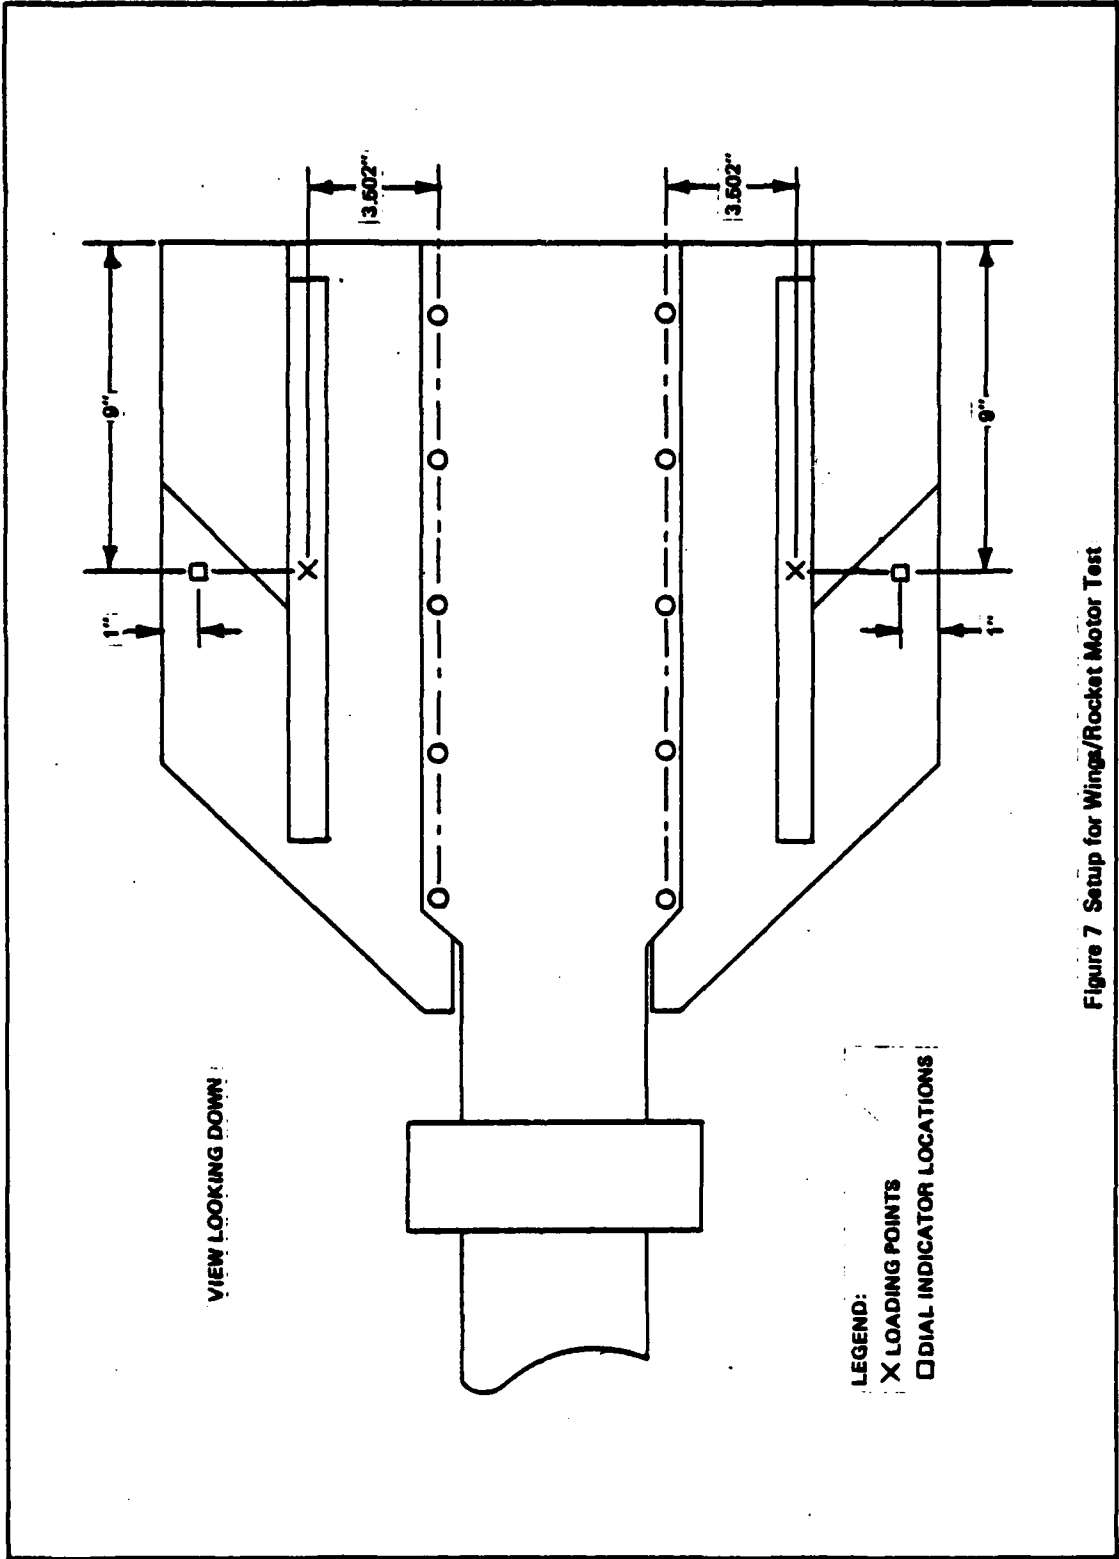 VIEW LOOKING DOWN
1"
9"
3.502"
3.502"
9"
1"
LEGEND:
X LOADING POINTS
□ DIAL INDICATOR LOCATIONS
Figure 7 Setup for Wings/Rocket Motor Test